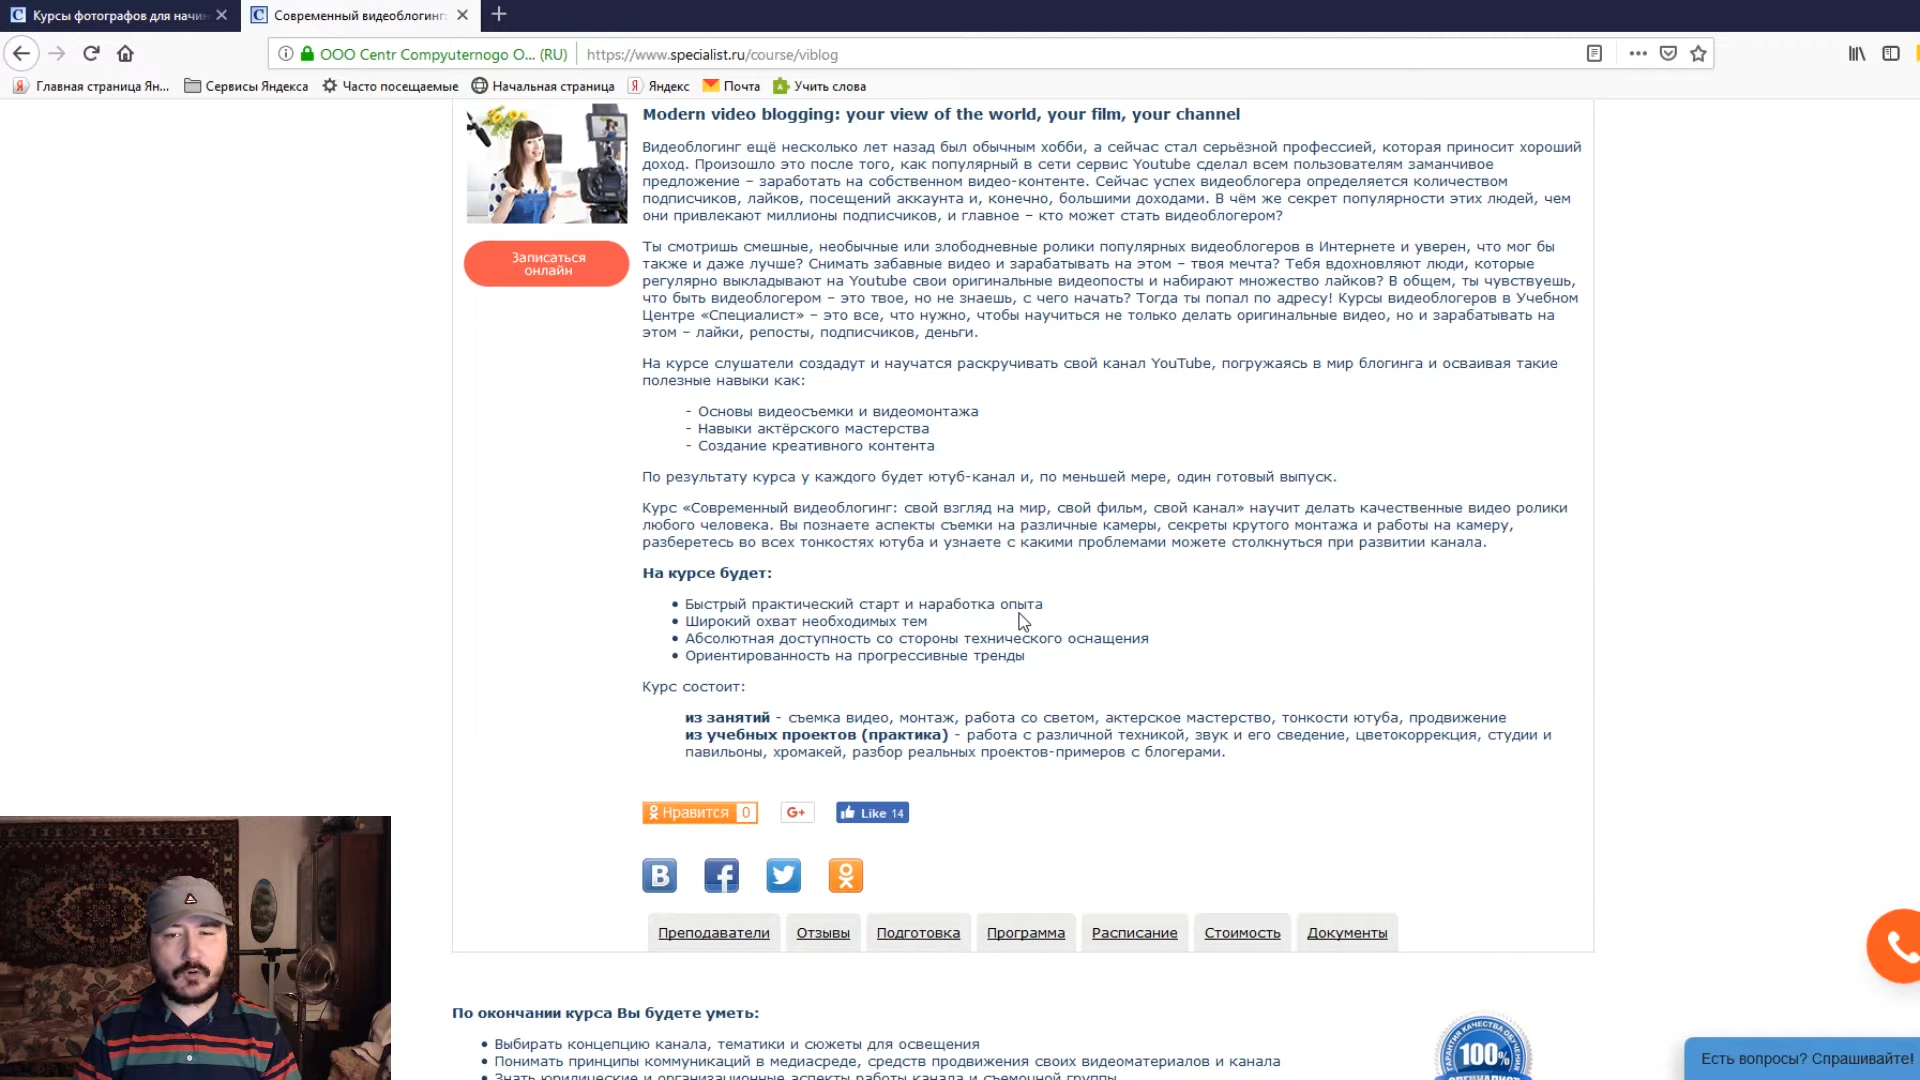 Курсы фотографов для начин
Современный видеоблогинг:
ООО Centr Compyuternogo O... (RU)
https://www.specialist.ru/course/viblog
Главная страница Ян...
Сервисы Яндекса
Часто посещаемые
Начальная страница
Яндекс
Почта
Учить слова
Modern video blogging: your view of the world, your film, your channel
Видеоблогинг ещё несколько лет назад был обычным хобби, а сейчас стал серьёзной профессией, которая приносит хороший
доход. Произошло это после того, как популярный в сети сервис Youtube сделал всем пользователям заманчивое
предложение – заработать на собственном видео-контенте. Сейчас успех видеоблогера определяется количеством
подписчиков, лайков, посещений аккаунта и, конечно, большими доходами. В чём же секрет популярности этих людей, чем
они привлекают миллионы подписчиков, и главное – кто может стать видеоблогером?
Записаться
онлайн
Ты смотришь смешные, необычные или злободневные ролики популярных видеоблогеров в Интернете и уверен, что мог бы
также и даже лучше? Снимать забавные видео и зарабатывать на этом – твоя мечта? Тебя вдохновляют люди, которые
регулярно выкладывают на Youtube свои оригинальные видеопосты и набирают множество лайков? В общем, ты чувствуешь,
что быть видеоблогером – это твое, но не знаешь, с чего начать? Тогда ты попал по адресу! Курсы видеоблогеров в Учебном
Центре «Специалист» – это все, что нужно, чтобы научиться не только делать оригинальные видео, но и зарабатывать на
этом – лайки, репосты, подписчиков, деньги.
На курсе слушатели создадут и научатся раскручивать свой канал YouTube, погружаясь в мир блогинга и осваивая такие
полезные навыки как:
- Основы видеосъемки и видеомонтажа
- Навыки актёрского мастерства
- Создание креативного контента
По результату курса у каждого будет ютуб-канал и, по меньшей мере, один готовый выпуск.
Курс «Современный видеоблогинг: свой взгляд на мир, свой фильм, свой канал» научит делать качественные видео ролики
любого человека. Вы познаете аспекты съемки на различные камеры, секреты крутого монтажа и работы на камеру,
разберетесь во всех тонкостях ютуба и узнаете с какими проблемами можете столкнуться при развитии канала.
На курсе будет:
• Быстрый практический старт и наработка опыта
• Широкий охват необходимых тем
• Абсолютная доступность со стороны технического оснащения
• Ориентированность на прогрессивные тренды
Курс состоит:
из занятий - съемка видео, монтаж, работа со светом, актерское мастерство, тонкости ютуба, продвижение
из учебных проектов (практика) - работа с различной техникой, звук и его сведение, цветокоррекция, студии и
павильоны, хромакей, разбор реальных проектов-примеров с блогерами.
Нравится 0
G+
Like 14
Преподаватели
Отзывы
Подготовка
Программа
Расписание
Стоимость
Документы
По окончании курса Вы будете уметь:
• Выбирать концепцию канала, тематики и сюжеты для освещения
• Понимать принципы коммуникаций в медиасреде, средств продвижения своих видеоматериалов и канала
• Знать юридические и организационные аспекты работы канала и съемочной группы
ГАРАНТИЯ КАЧЕСТВА ОБУЧЕНИЯ
100%
СПЕЦИАЛИСТ
Есть вопросы? Спрашивайте!